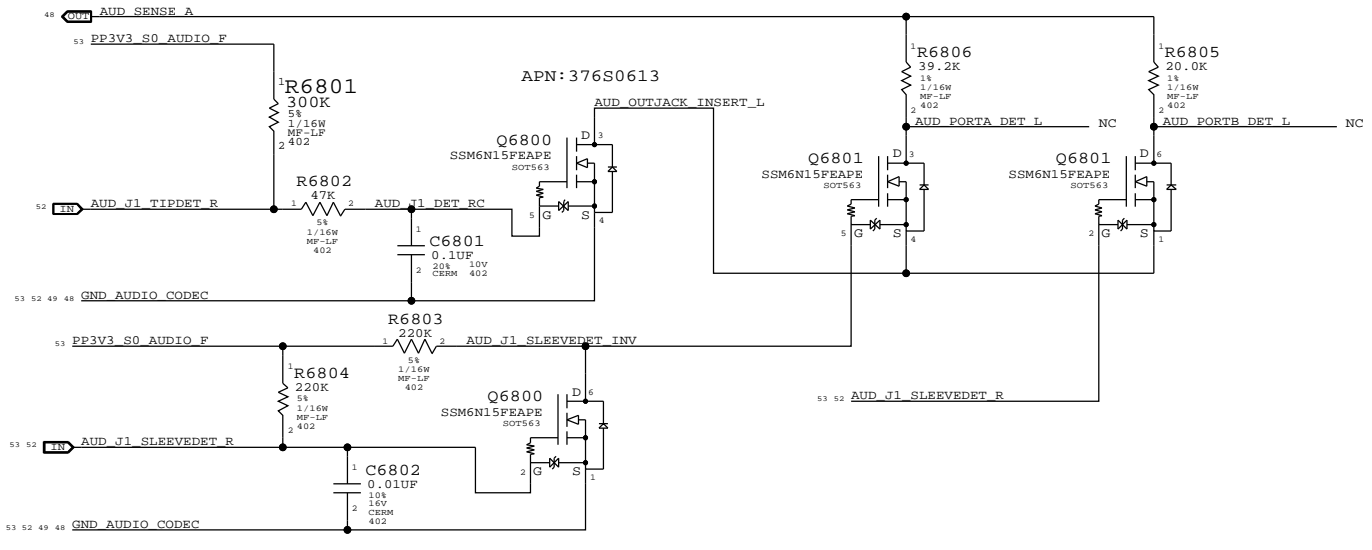 48 OUT AUD_SENSE_A
53 PP3V3_S0_AUDIO_F
1
R6801
300K
5%
1/16W
MF-LF
402
2
APN:376S0613
AUD_OUTJACK_INSERT_L
1
R6806
39.2K
1%
1/16W
MF-LF
402
2
1
R6805
20.0K
1%
1/16W
MF-LF
402
2
AUD_PORTA_DET_L NC
AUD_PORTB_DET_L NC
Q6800
SSM6N15FEAPE
SOT563
D 3
5 G S 4
Q6801
SSM6N15FEAPE
SOT563
D 3
5 G S 4
Q6801
SSM6N15FEAPE
SOT563
D 6
2 G S 1
52 IN AUD_J1_TIPDET_R
R6802
47K
1 2
5%
1/16W
MF-LF
402
AUD_J1_DET_RC
1
C6801
0.1UF
20% 10V
CERM 402
2
53 52 49 48 GND_AUDIO_CODEC
53 PP3V3_S0_AUDIO_F
R6803
220K
1 2
5%
1/16W
MF-LF
402
AUD_J1_SLEEVEDET_INV
1
R6804
220K
5%
1/16W
MF-LF
402
2
Q6800
SSM6N15FEAPE
SOT563
D 6
2 G S 1
53 52 AUD_J1_SLEEVEDET_R
53 52 IN AUD_J1_SLEEVEDET_R
1
C6802
0.01UF
10%
16V
CERM
402
2
53 52 49 48 GND_AUDIO_CODEC